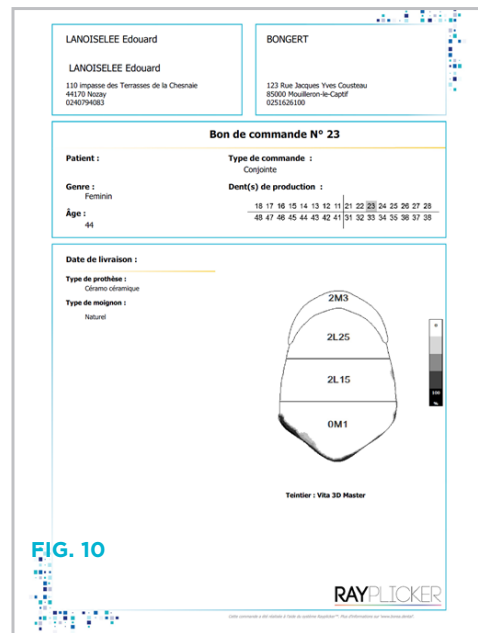 LANOISELEE Edouard
LANOISELEE Edouard
110 impasse des Terrasses de la Chesnaie
44170 Nozay
0240794083
BONGERT
123 Rue Jacques Yves Cousteau
85000 Mouilleron-le-Captif
0251626100
Bon de commande N° 23
Patient :
Genre :
Feminin
Âge :
44
Type de commande :
Conjointe
Dent(s) de production :
18 17 16 15 14 13 12 11 21 22 23 24 25 26 27 28
48 47 46 45 44 43 42 41 31 32 33 34 35 36 37 38
Date de livraison :
Type de prothèse :
Céramo céramique
Type de moignon :
Naturel
2M3
2L25
2L15
0M1
100
%
Teintier : Vita 3D Master
FIG. 10
RAYPLICKER